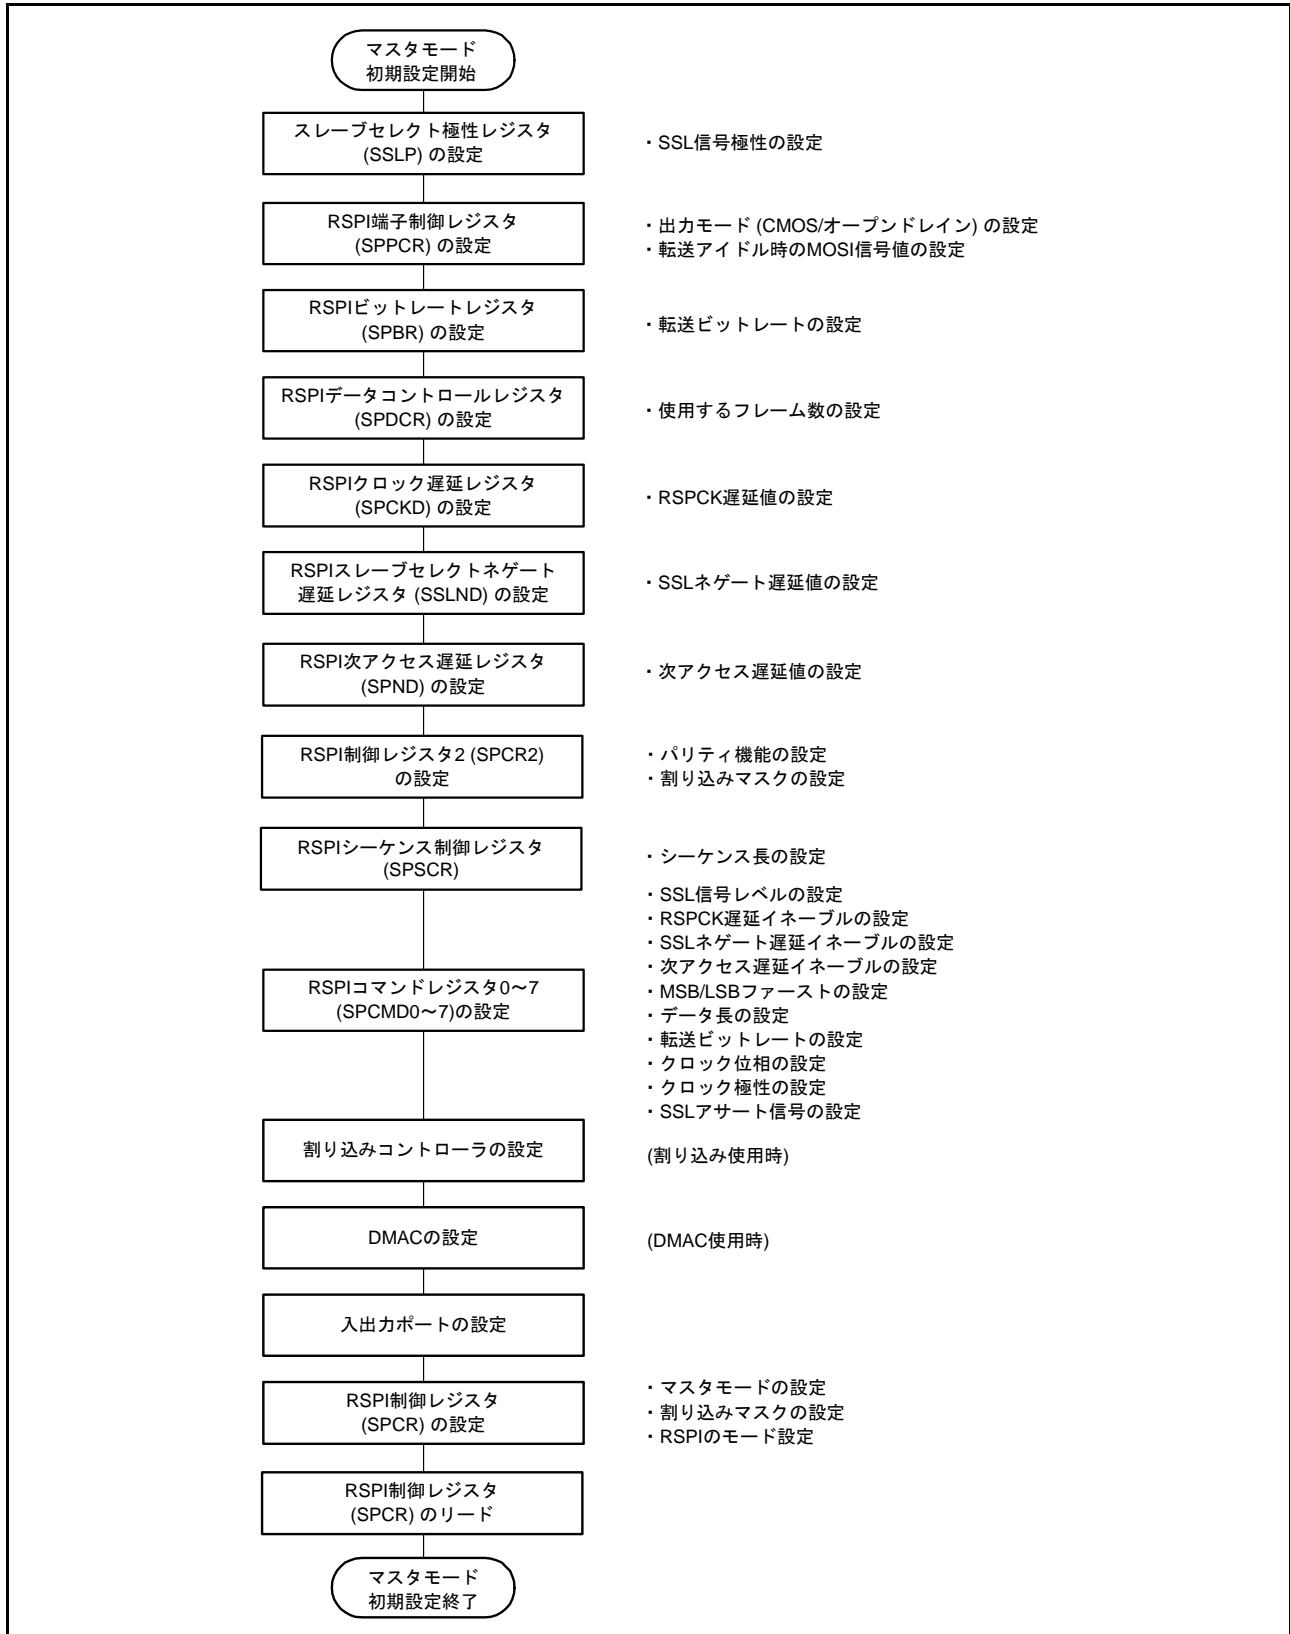 マスタモード
初期設定開始
スレーブセレクト極性レジスタ
(SSLP) の設定
・SSL信号極性の設定
RSPI端子制御レジスタ
(SPPCR) の設定
・出力モード (CMOS/オープンドレイン) の設定
・転送アイドル時のMOSI信号値の設定
RSPIビットレートレジスタ
(SPBR) の設定
・転送ビットレートの設定
RSPIデータコントロールレジスタ
(SPDCR) の設定
・使用するフレーム数の設定
RSPIクロック遅延レジスタ
(SPCKD) の設定
・RSPCK遅延値の設定
RSPIスレーブセレクトネゲート
遅延レジスタ (SSLND) の設定
・SSLネゲート遅延値の設定
RSPI次アクセス遅延レジスタ
(SPND) の設定
・次アクセス遅延値の設定
RSPI制御レジスタ2 (SPCR2)
の設定
・パリティ機能の設定
・割り込みマスクの設定
RSPIシーケンス制御レジスタ
(SPSCR)
・シーケンス長の設定
RSPIコマンドレジスタ0～7
(SPCMD0～7)の設定
・SSL信号レベルの設定
・RSPCK遅延イネーブルの設定
・SSLネゲート遅延イネーブルの設定
・次アクセス遅延イネーブルの設定
・MSB/LSBファーストの設定
・データ長の設定
・転送ビットレートの設定
・クロック位相の設定
・クロック極性の設定
・SSLアサート信号の設定
割り込みコントローラの設定
(割り込み使用時)
DMACの設定
(DMAC使用時)
入出力ポートの設定
RSPI制御レジスタ
(SPCR) の設定
・マスタモードの設定
・割り込みマスクの設定
・RSPIのモード設定
RSPI制御レジスタ
(SPCR) のリード
マスタモード
初期設定終了